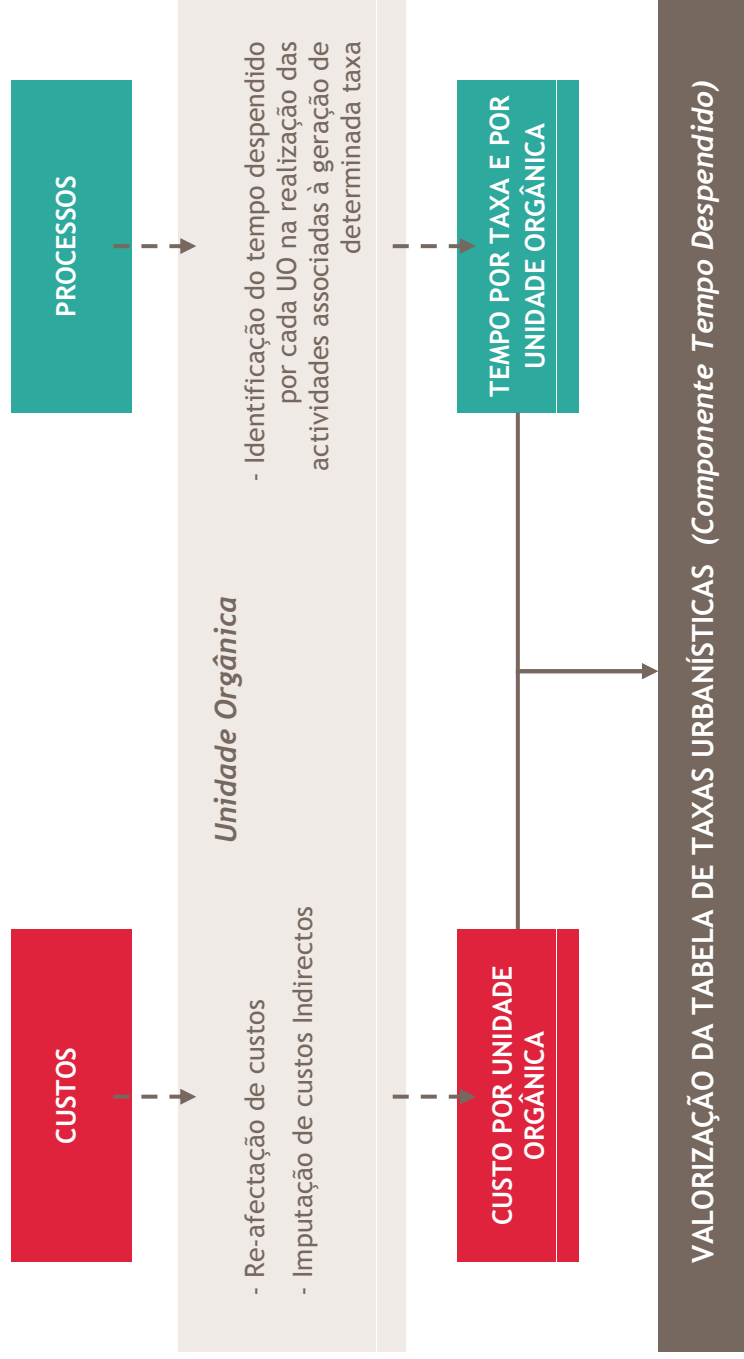 CUSTOS
PROCESSOS
Unidade Orgânica
- Re-afectação de custos
- Imputação de custos Indirectos
- Identificação do tempo despendido
por cada UO na realização das
actividades associadas à geração de
determinada taxa
CUSTO POR UNIDADE
ORGÂNICA
TEMPO POR TAXA E POR
UNIDADE ORGÂNICA
VALORIZAÇÃO DA TABELA DE TAXAS URBANÍSTICAS (Componente Tempo Despendido)